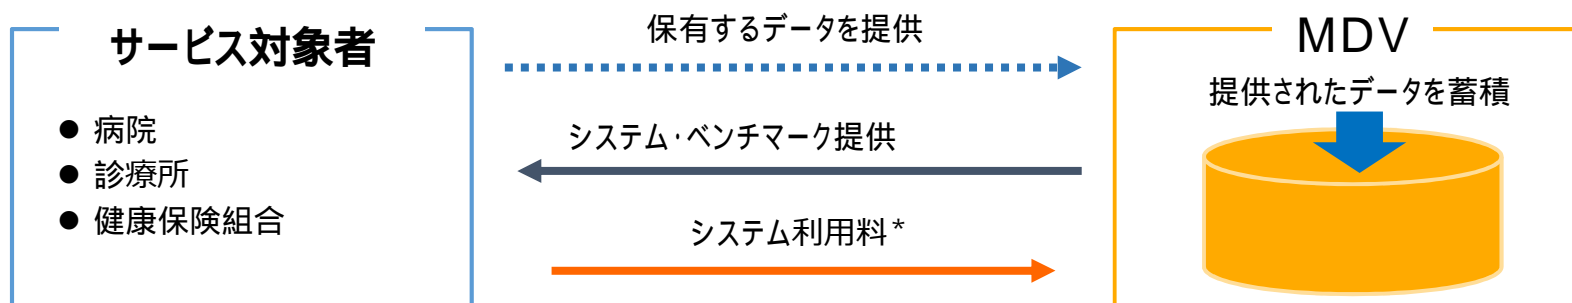 サービス対象者
● 病院
● 診療所
● 健康保険組合
保有するデータを提供
システム・ベンチマーク提供
システム利用料*
MDV
提供されたデータを蓄積